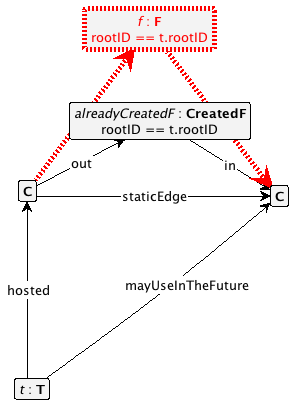 f : F
rootID == t.rootID
alreadyCreatedF : CreatedF
rootID == t.rootID
out
in
C
staticEdge
C
hosted
mayUseInTheFuture
t : T